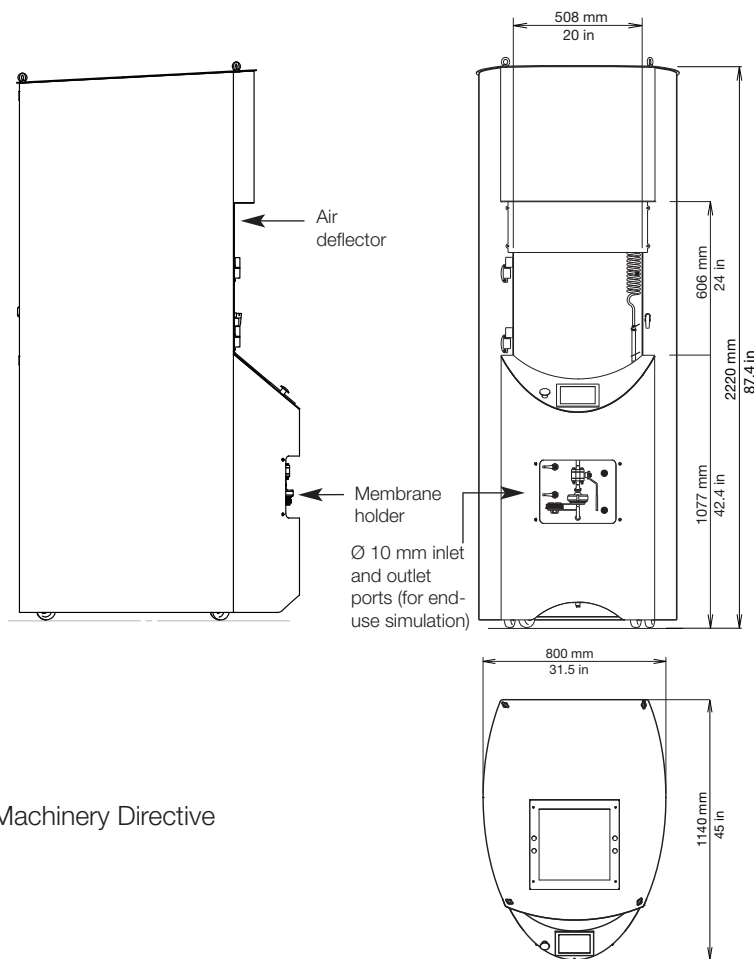 508 mm
20 in
Air
deflector
606 mm
24 in
2220 mm
87.4 in
1077 mm
42.4 in
Membrane
holder
Ø 10 mm inlet
and outlet
ports (for end-
use simulation)
800 mm
31.5 in
1140 mm
45 in
Machinery Directive